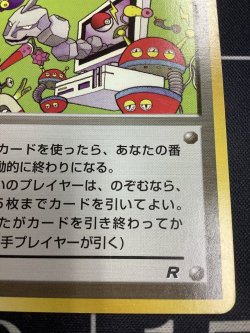 カードを使ったら、あなたの番
動的に終わりになる。
いのプレイヤーは、のぞむなら、
5枚までカードを引いてよい。
たがカードを引き終わってか
手プレイヤーが引く)
R